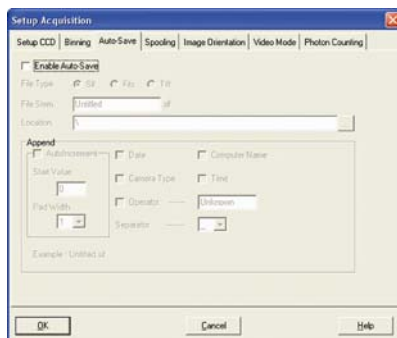 Setup Acquisition
Setup CCD Binning Auto-Save Spooling Image Orientation Video Mode Photon Counting
Enable Auto-Save
File Type Sif Fits Tiff
File Stem Untitled .sif
Location \
Append
AutoIncrement Date Computer Name
Start Value Camera Type Time
0
Pad Width Operator Unknown
1 Separator _
Example : Untitled.sif
OK Cancel Help